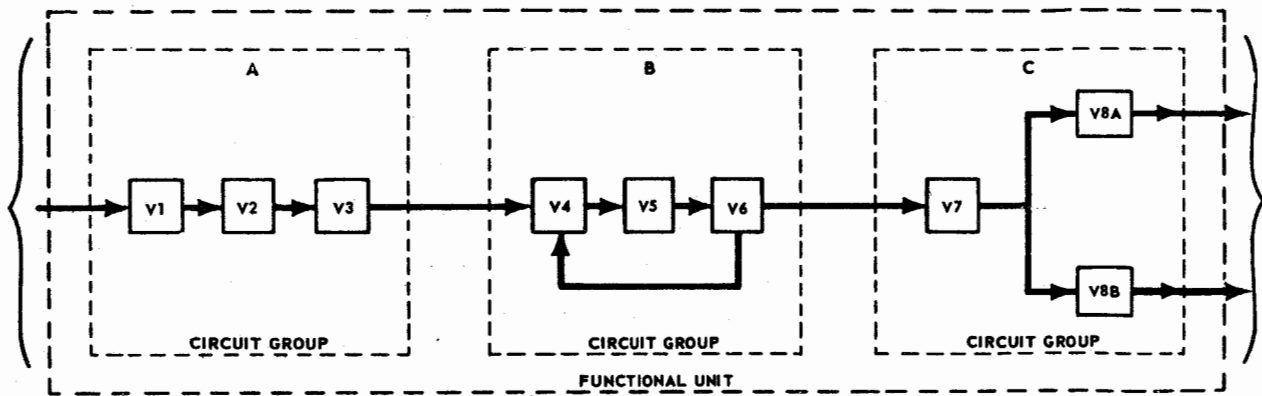 A
B
C
V8A
V1
V2
V3
V4
V5
V6
V7
V8B
CIRCUIT GROUP
CIRCUIT GROUP
CIRCUIT GROUP
FUNCTIONAL UNIT